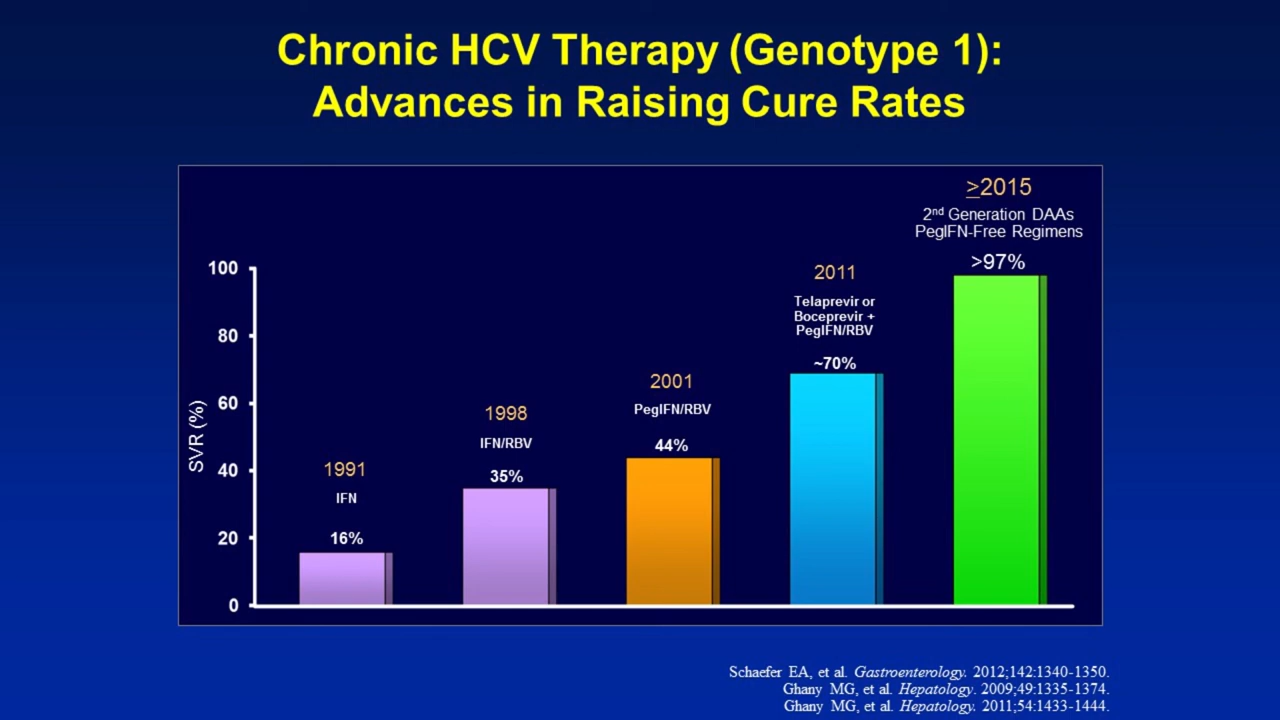 Chronic HCV Therapy (Genotype 1):
Advances in Raising Cure Rates
≥2015
2nd Generation DAAs
PegIFN-Free Regimens
>97%
2011
Telaprevir or
Boceprevir +
PegIFN/RBV
~70%
2001
PegIFN/RBV
44%
1998
IFN/RBV
35%
1991
IFN
16%
SVR (%)
100
80
60
40
20
0
Schaefer EA, et al. Gastroenterology. 2012;142:1340-1350.
Ghany MG, et al. Hepatology. 2009;49:1335-1374.
Ghany MG, et al. Hepatology. 2011;54:1433-1444.